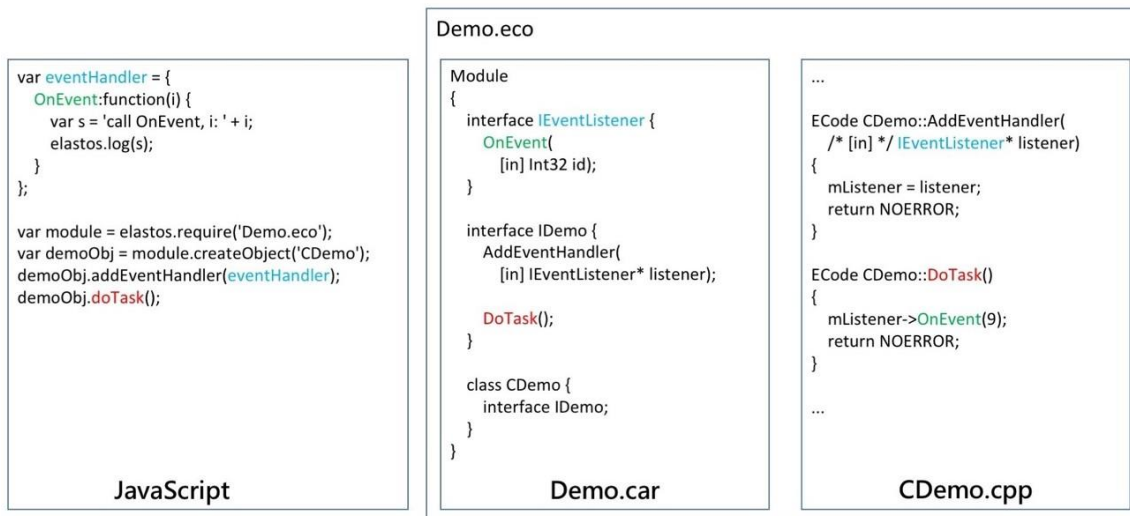 var eventHandler = {
OnEvent:function(i) {
var s = 'call OnEvent, i: ' + i;
elastos.log(s);
}
};
var module = elastos.require('Demo.eco');
var demoObj = module.createObject('CDemo');
demoObj.addEventHandler(eventHandler);
demoObj.doTask();
JavaScript
Demo.eco
Module
{
interface IEventListener {
OnEvent(
[in] Int32 id);
}
interface IDemo {
AddEventHandler(
[in] IEventListener* listener);
DoTask();
}
class CDemo {
interface IDemo;
}
}
Demo.car
...
ECode CDemo::AddEventHandler(
/* [in] */ IEventListener* listener)
{
mListener = listener;
return NOERROR;
}
ECode CDemo::DoTask()
{
mListener->OnEvent(9);
return NOERROR;
}
...
CDemo.cpp